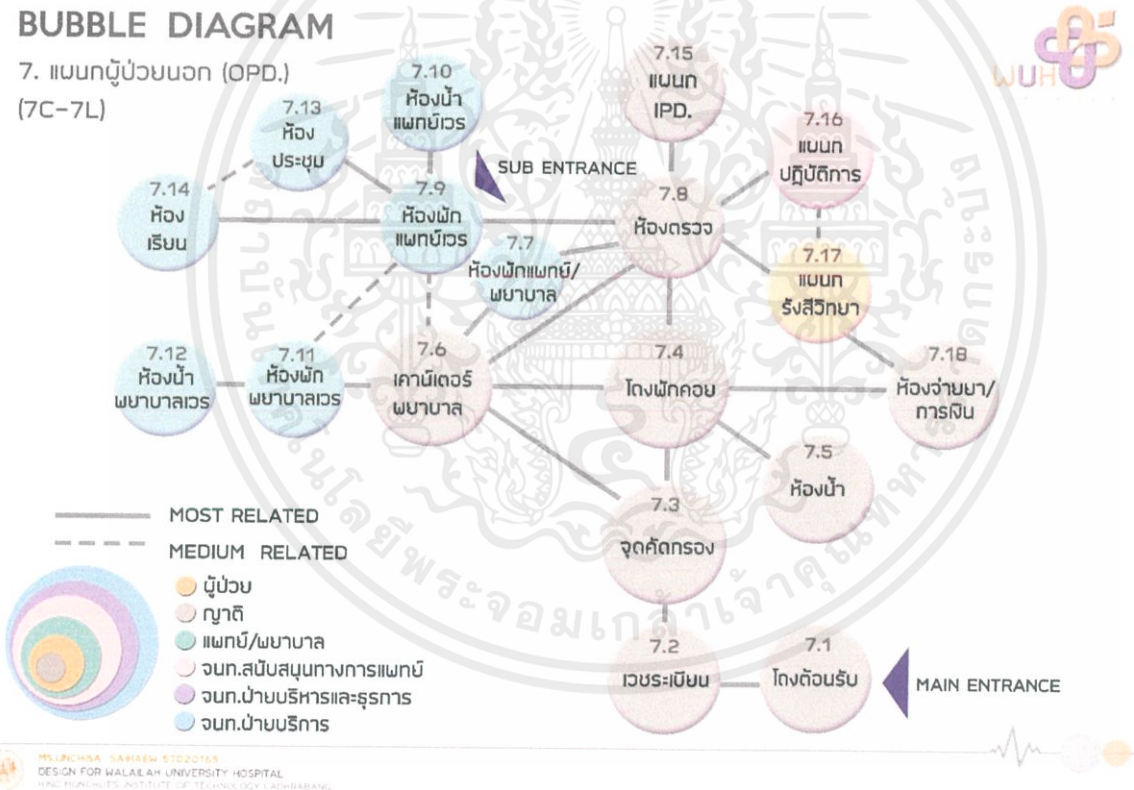 BUBBLE DIAGRAM
7. แผนกผู้ป่วยนอก (OPD.)
(7C-7L)
WUH
7.10
ห้องน้ำ
แพทย์เวร
7.15
แผนก
IPD.
7.13
ห้อง
ประชุม
7.16
แผนก
ปฏิบัติการ
SUB ENTRANCE
7.14
ห้อง
เรียน
7.9
ห้องพัก
แพทย์เวร
7.8
ห้องตรวจ
7.7
ห้องพักแพทย์/
พยาบาล
7.17
แผนก
รังสีวิทยา
7.12
ห้องน้ำ
พยาบาลเวร
7.11
ห้องพัก
พยาบาลเวร
7.6
เคาน์เตอร์
พยาบาล
7.4
โถงพักคอย
7.18
ห้องจ่ายยา/
การเงิน
7.5
ห้องน้ำ
7.3
จุดคัดกรอง
MOST RELATED
MEDIUM RELATED
ผู้ป่วย
ญาติ
แพทย์/พยาบาล
จนท.สนับสนุนทางการแพทย์
จนท.ฝ่ายบริหารและธุรการ
จนท.ฝ่ายบริการ
7.2
เวชระเบียน
7.1
โถงต้อนรับ
MAIN ENTRANCE
DESIGN FOR WALAILAH UNIVERSITY HOSPITAL
KING MONGKUT'S INSTITUTE OF TECHNOLOGY LADKRABANG